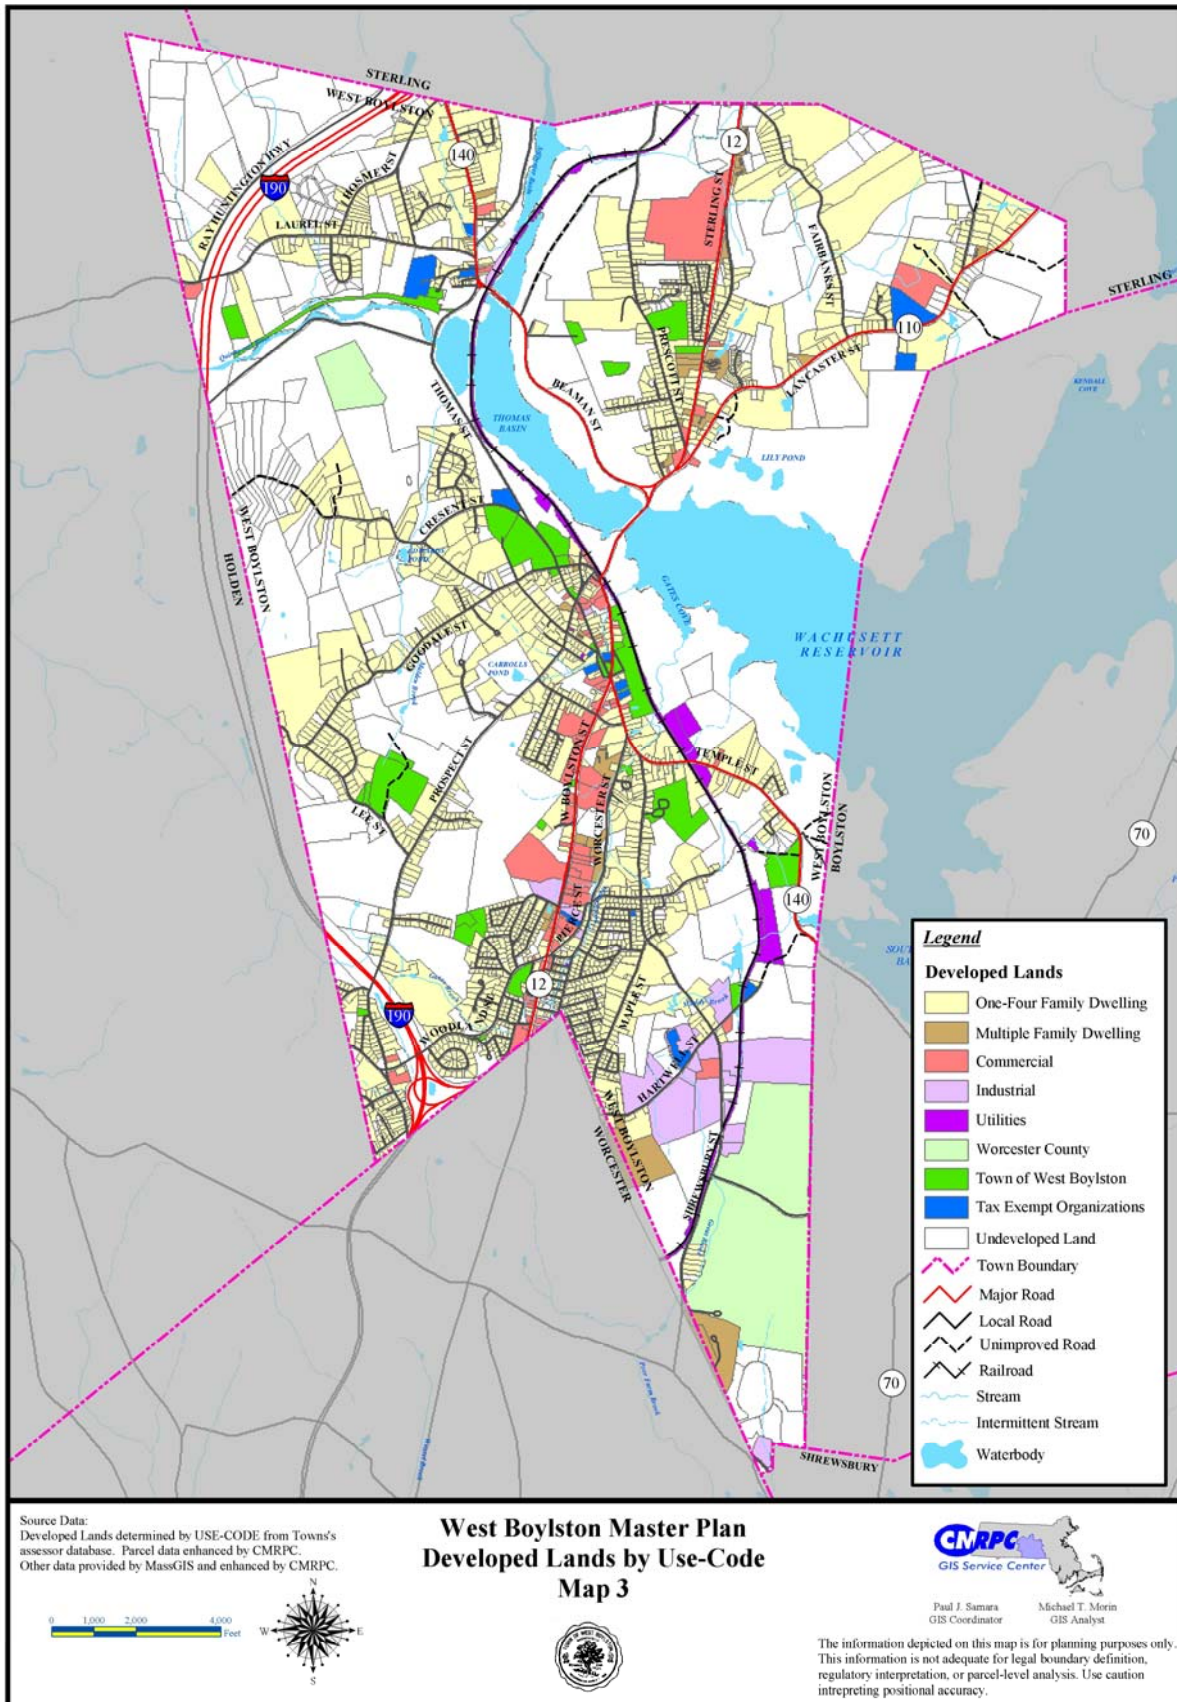 STERLING
WEST BOYLSTON
RAY HUNTINGTON HWY
190
HOSMER ST
LAUREL ST
140
12
STERLING ST
FAIRBANKS ST
STERLING
110
PRESCOTT ST
LANCASTER ST
BEAMAN ST
THOMAS ST
THOMAS
BASIN
KENDALL
COVE
LILY POND
CRESENT ST
WEST BOYLSTON
HOLDEN
GATES COVE
WACHUSETT
RESERVOIR
GOODALE ST
CARROLLS
POND
PROSPECT ST
LEE ST
W BOYLSTON ST
WORCESTER ST
TEMPLE ST
WEST BOYLSTON
BOYLSTON
70
140
PIERCE ST
12
MAPLE ST
190
HARTWELL ST
WEST BOYLSTON
WORCESTER
SHREWSBURY ST
Poor Farm Brook
70
SHREWSBURY
Legend
Developed Lands
One-Four Family Dwelling
Multiple Family Dwelling
Commercial
Industrial
Utilities
Worcester County
Town of West Boylston
Tax Exempt Organizations
Undeveloped Land
Town Boundary
Major Road
Local Road
Unimproved Road
Railroad
Stream
Intermittent Stream
Waterbody
Source Data:
Developed Lands determined by USE-CODE from Towns's
assessor database. Parcel data enhanced by CMRPC.
Other data provided by MassGIS and enhanced by CMRPC.
0 1,000 2,000 4,000
Feet
N
W E
S
West Boylston Master Plan
Developed Lands by Use-Code
Map 3
CMRPC
GIS Service Center
Paul J. Samara Michael T. Morin
GIS Coordinator GIS Analyst
The information depicted on this map is for planning purposes only.
This information is not adequate for legal boundary definition,
regulatory interpretation, or parcel-level analysis. Use caution
intrepreting positional accuracy.